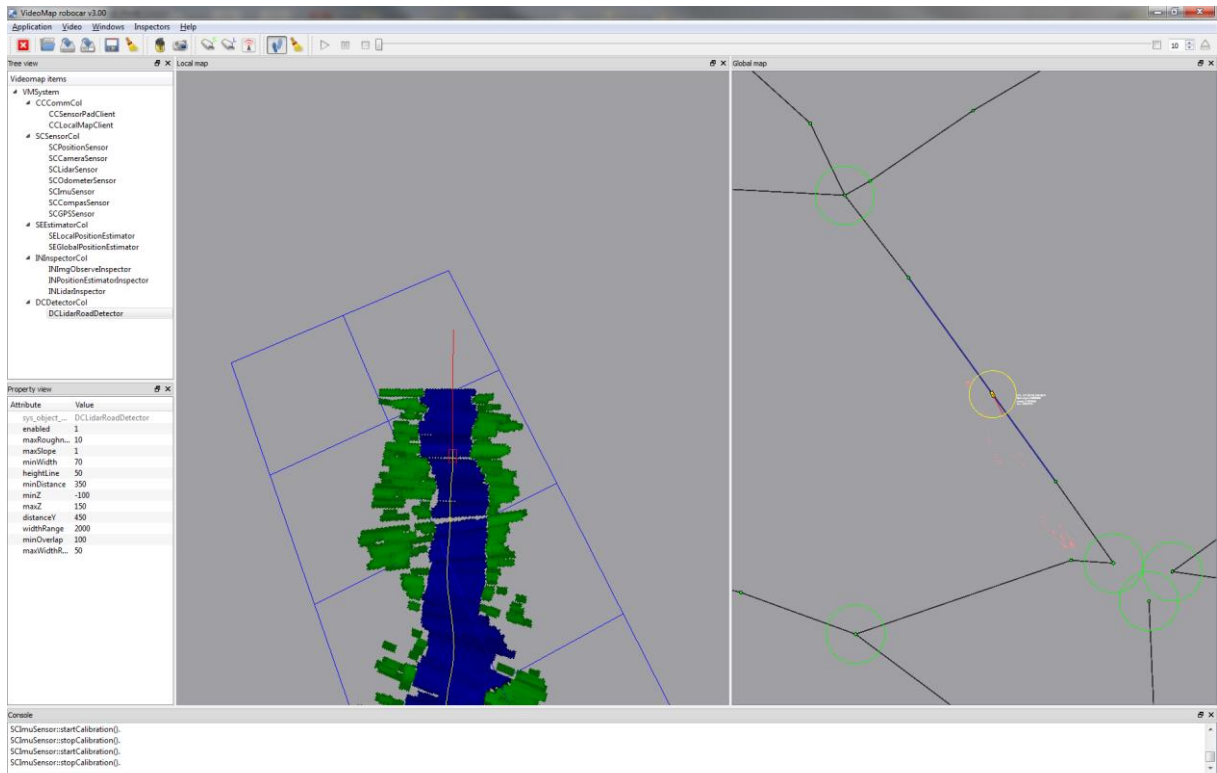 VideoMap robocar v3.00
Application Video Windows Inspectors Help
10
Tree view
Videomap items
VMSystem
CCCommCol
CCSensorPadClient
CCLocalMapClient
SCSensorCol
SCPositionSensor
SCCameraSensor
SCLidarSensor
SCOdometerSensor
SCImuSensor
SCCompasSensor
SCGPSSensor
SEEstimatorCol
SELocalPositionEstimator
SEGlobalPositionEstimator
INInspectorCol
INImgObserveInspector
INPositionEstimatorInspector
INLidarInspector
DCDetectorCol
DCLidarRoadDetector
Property view
Attribute Value
sys_object_... DCLidarRoadDetector
enabled 1
maxRoughn... 10
maxSlope 1
minWidth 70
heightLine 50
minDistance 350
minZ -100
maxZ 150
distanceY 450
widthRange 2000
minOverlap 100
maxWidthR... 50
Local map
Global map
Console
SCImuSensor::startCalibration().
SCImuSensor::stopCalibration().
SCImuSensor::startCalibration().
SCImuSensor::stopCalibration().